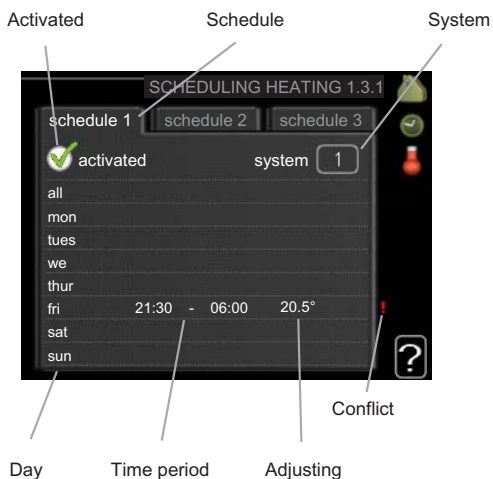 Activated Schedule System
SCHEDULING HEATING 1.3.1
schedule 1 schedule 2 schedule 3
activated system 1
all
mon
tues
we
thur
fri 21:30 - 06:00 20.5° !
sat
sun
?
Conflict
Day Time period Adjusting